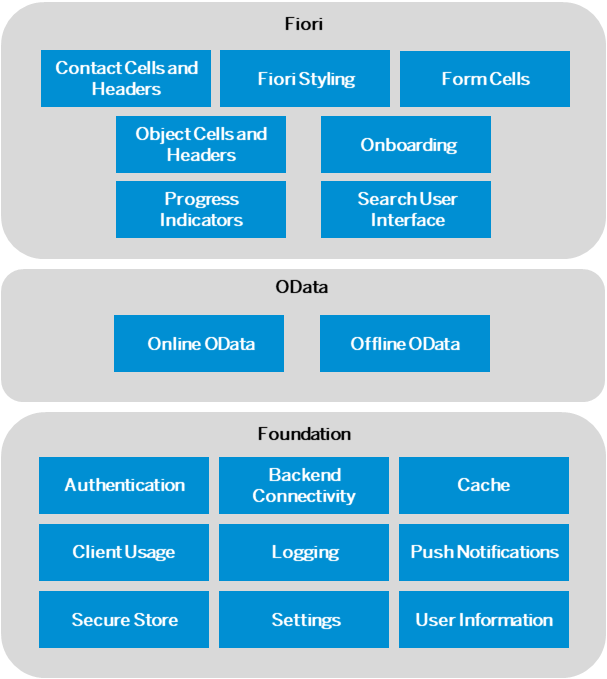 Fiori
Contact Cells and
Headers
Fiori Styling
Form Cells
Object Cells and
Headers
Onboarding
Progress
Indicators
Search User
Interface
OData
Online OData
Offline OData
Foundation
Authentication
Backend
Connectivity
Cache
Client Usage
Logging
Push Notifications
Secure Store
Settings
User Information